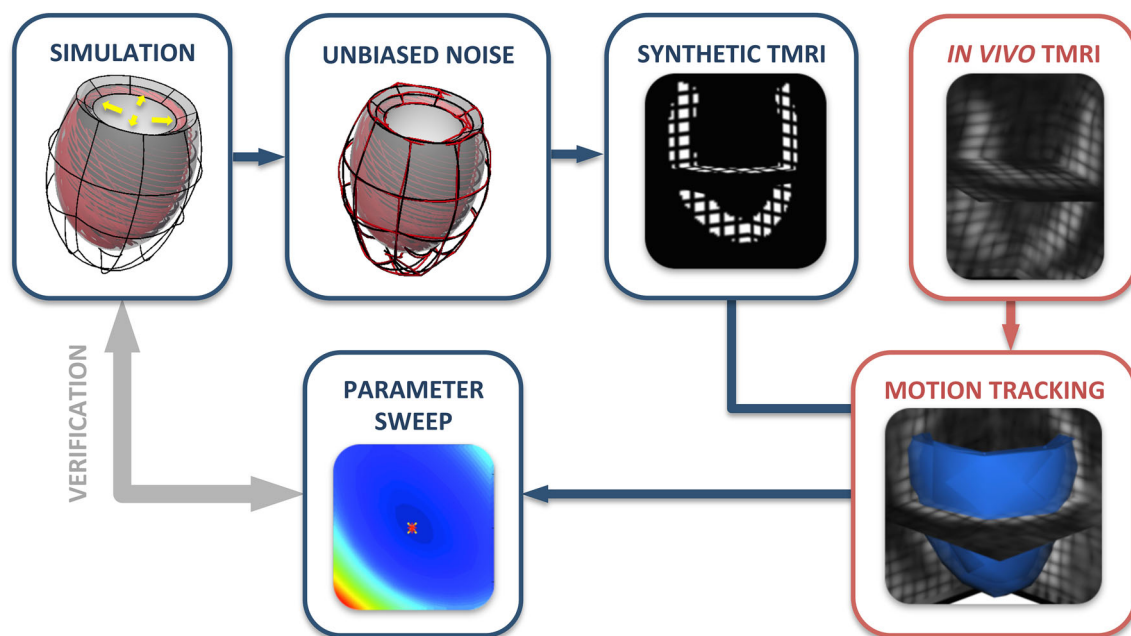 SIMULATION
UNBIASED NOISE
SYNTHETIC TMRI
IN VIVO TMRI
VERIFICATION
PARAMETER
SWEEP
MOTION TRACKING